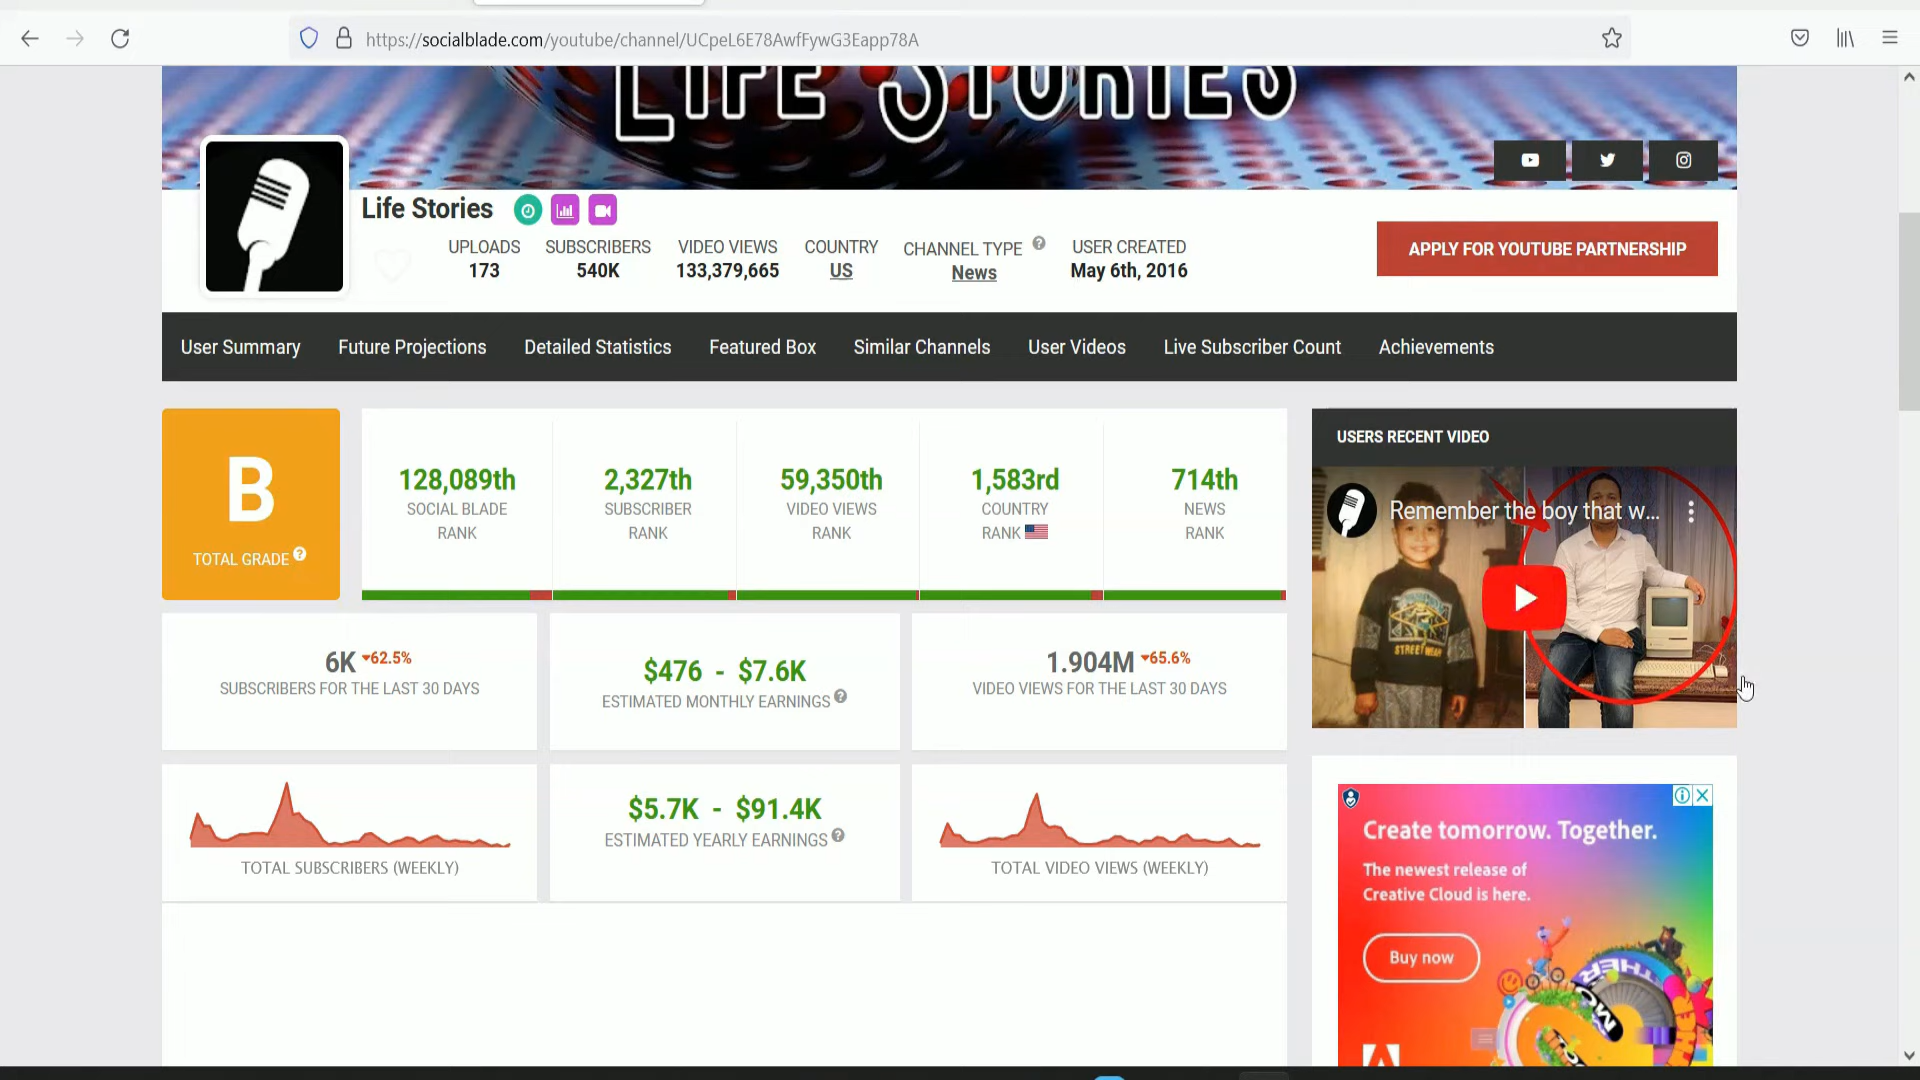 https://socialblade.com/youtube/channel/UCpeL6E78AwfFywG3Eapp78A
LIFE STORIES
Life Stories
UPLOADS
173
SUBSCRIBERS
540K
VIDEO VIEWS
133,379,665
COUNTRY
US
CHANNEL TYPE ?
News
USER CREATED
May 6th, 2016
APPLY FOR YOUTUBE PARTNERSHIP
User Summary
Future Projections
Detailed Statistics
Featured Box
Similar Channels
User Videos
Live Subscriber Count
Achievements
B
TOTAL GRADE ?
128,089th
SOCIAL BLADE
RANK
2,327th
SUBSCRIBER
RANK
59,350th
VIDEO VIEWS
RANK
1,583rd
COUNTRY
RANK
714th
NEWS
RANK
6K 62.5%
SUBSCRIBERS FOR THE LAST 30 DAYS
$476 - $7.6K
ESTIMATED MONTHLY EARNINGS ?
1.904M 65.6%
VIDEO VIEWS FOR THE LAST 30 DAYS
TOTAL SUBSCRIBERS (WEEKLY)
$5.7K - $91.4K
ESTIMATED YEARLY EARNINGS ?
TOTAL VIDEO VIEWS (WEEKLY)
USERS RECENT VIDEO
Remember the boy that w...
STREETWEAR
Create tomorrow. Together.
The newest release of
Creative Cloud is here.
Buy now